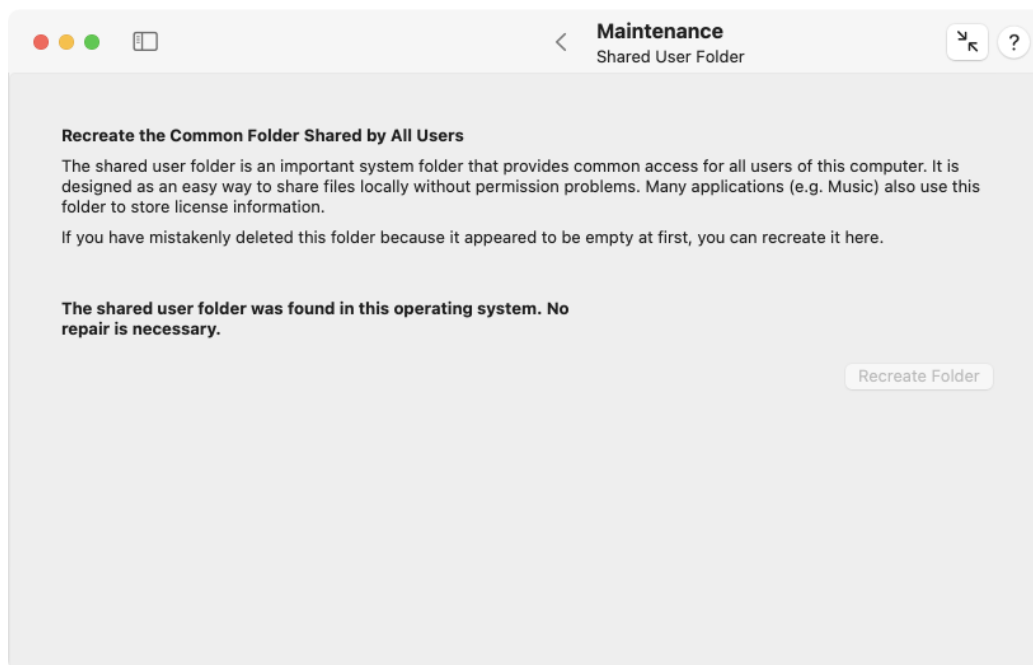 Maintenance
Shared User Folder
?
Recreate the Common Folder Shared by All Users
The shared user folder is an important system folder that provides common access for all users of this computer. It is
designed as an easy way to share files locally without permission problems. Many applications (e.g. Music) also use this
folder to store license information.
If you have mistakenly deleted this folder because it appeared to be empty at first, you can recreate it here.
The shared user folder was found in this operating system. No
repair is necessary.
Recreate Folder